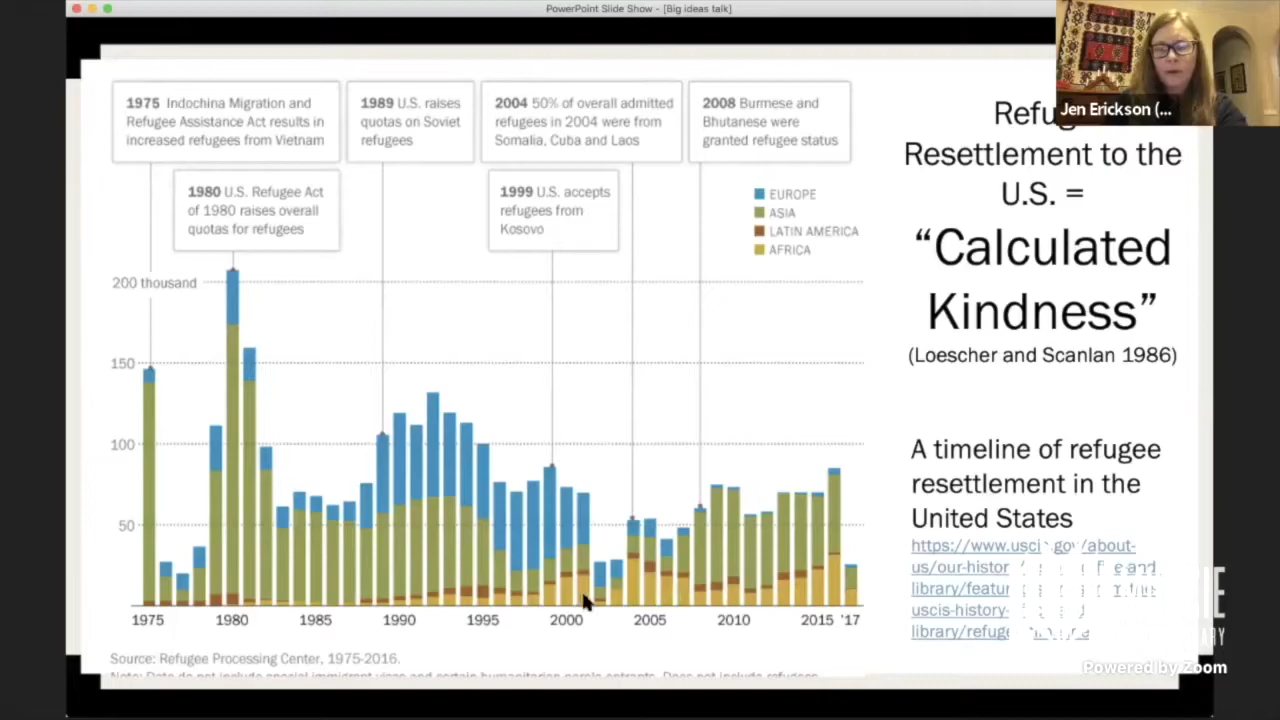 PowerPoint Slide Show - [Big ideas talk]
Jen Erickson (...
1975 Indochina Migration and
Refugee Assistance Act results in
increased refugees from Vietnam
1989 U.S. raises
quotas on Soviet
refugees
2004 50% of overall admitted
refugees in 2004 were from
Somalia, Cuba and Laos
2008 Burmese and
Bhutanese were
granted refugee status
1980 U.S. Refugee Act
of 1980 raises overall
quotas for refugees
1999 U.S. accepts
refugees from
Kosovo
EUROPE
ASIA
LATIN AMERICA
AFRICA
200 thousand
150
100
50
1975 1980 1985 1990 1995 2000 2005 2010 2015 '17
Source: Refugee Processing Center, 1975-2016.
Resettlement to the
U.S. =
“Calculated
Kindness”
(Loescher and Scanlan 1986)
A timeline of refugee
resettlement in the
United States
https://www.usci gov/about-
us/our-histor
library/featur
uscis-history-
library/refuge
Powered by Zoom